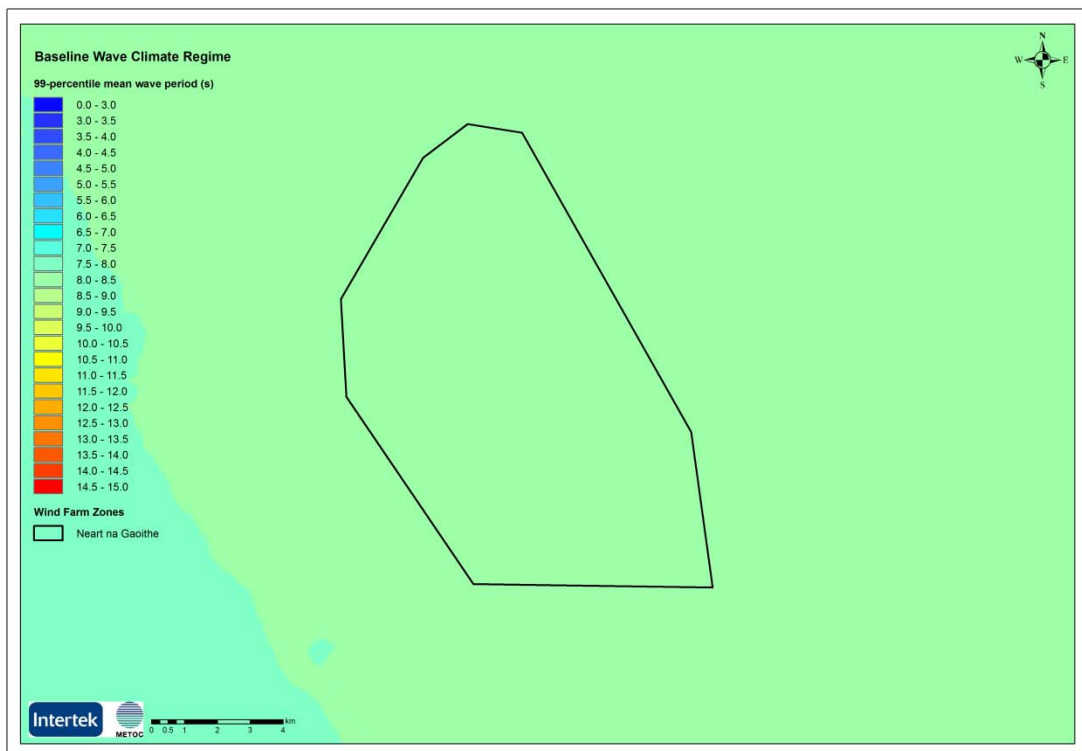 Baseline Wave Climate Regime
N
W E
S
99-percentile mean wave period (s)
0.0 - 3.0
3.0 - 3.5
3.5 - 4.0
4.0 - 4.5
4.5 - 5.0
5.0 - 5.5
5.5 - 6.0
6.0 - 6.5
6.5 - 7.0
7.0 - 7.5
7.5 - 8.0
8.0 - 8.5
8.5 - 9.0
9.0 - 9.5
9.5 - 10.0
10.0 - 10.5
10.5 - 11.0
11.0 - 11.5
11.5 - 12.0
12.0 - 12.5
12.5 - 13.0
13.0 - 13.5
13.5 - 14.0
14.0 - 14.5
14.5 - 15.0
Wind Farm Zones
Neart na Gaoithe
Intertek
METOC
km
0 0.5 1 2 3 4